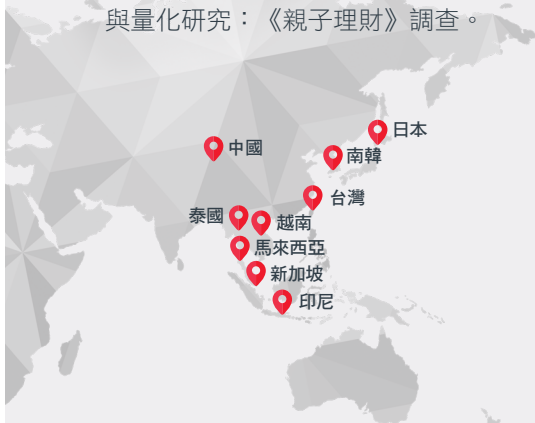 與量化研究：《親子理財》調查。
日本
中國
南韓
台灣
泰國
越南
馬來西亞
新加坡
印尼